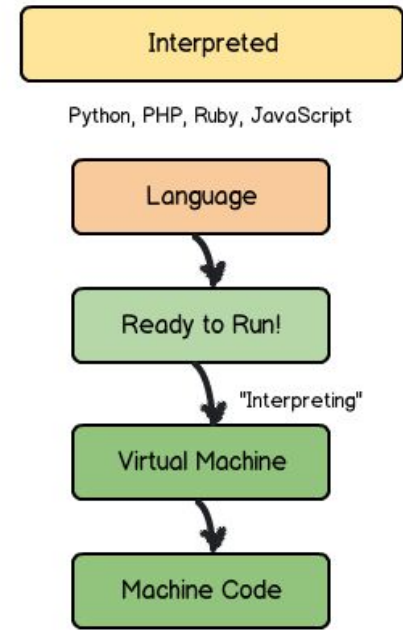 Interpreted
Python, PHP, Ruby, JavaScript
Language
Ready to Run!
"Interpreting"
Virtual Machine
Machine Code